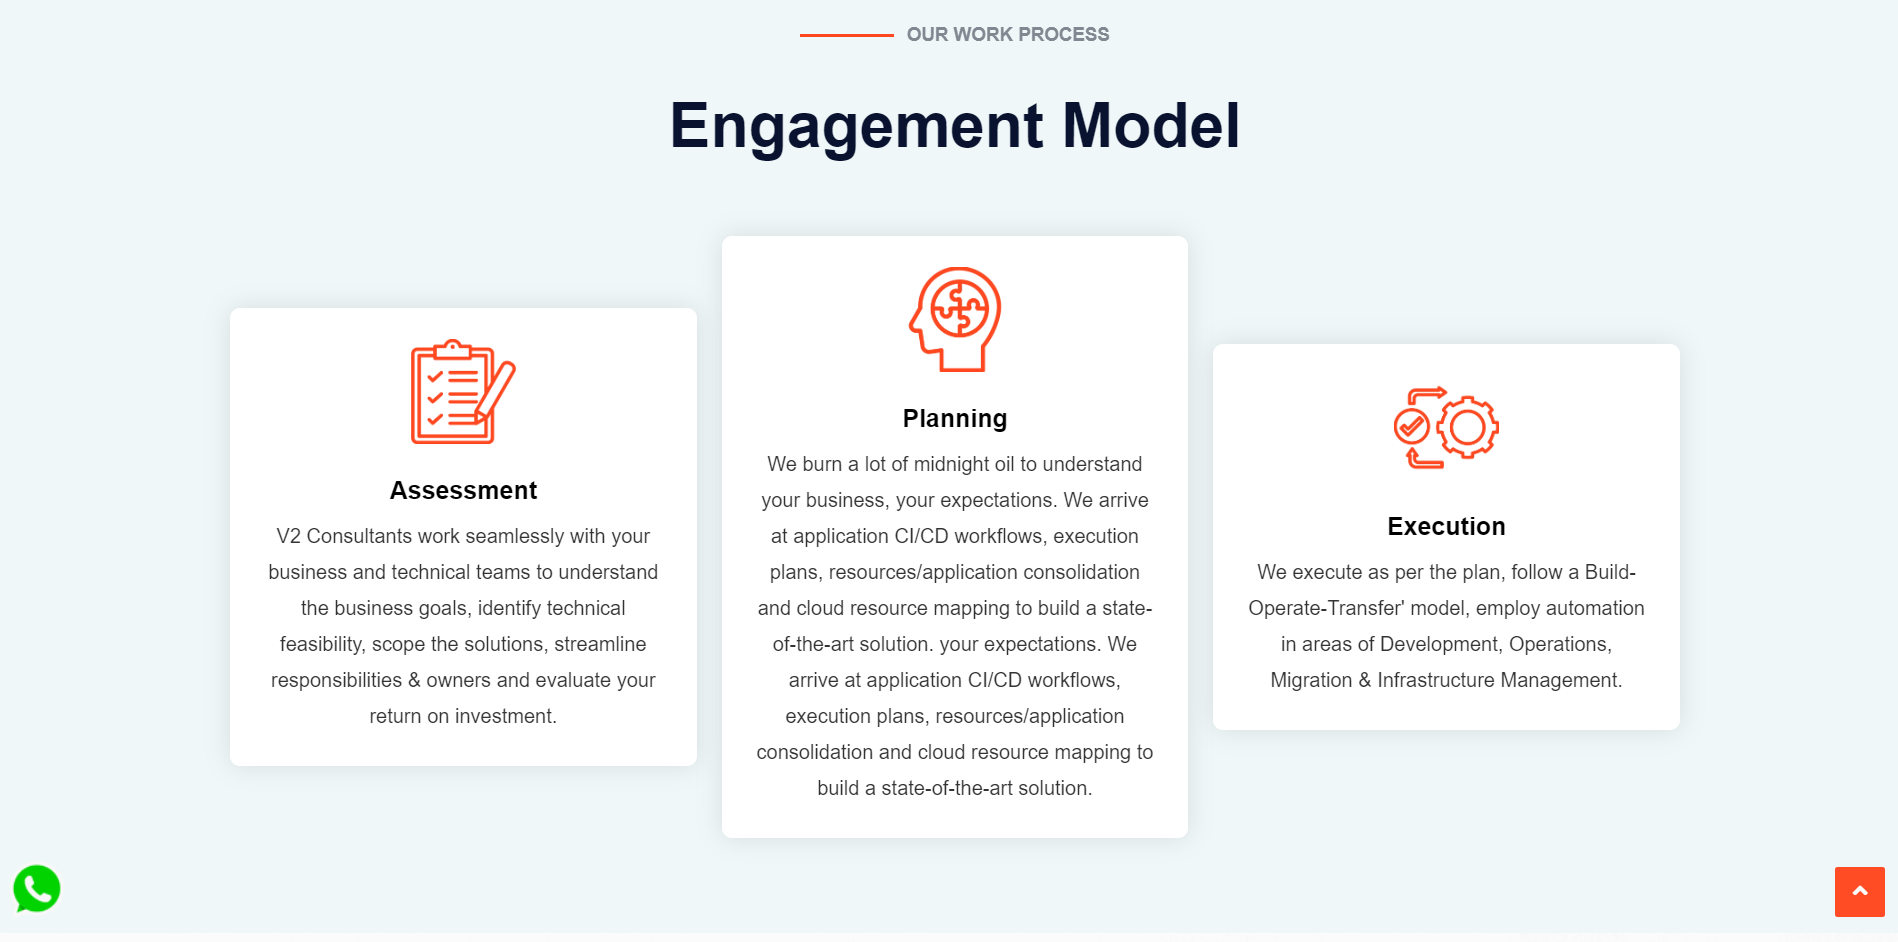 OUR WORK PROCESS
Engagement Model
Assessment
V2 Consultants work seamlessly with your
business and technical teams to understand
the business goals, identify technical
feasibility, scope the solutions, streamline
responsibilities & owners and evaluate your
return on investment.
Planning
We burn a lot of midnight oil to understand
your business, your expectations. We arrive
at application CI/CD workflows, execution
plans, resources/application consolidation
and cloud resource mapping to build a state-
of-the-art solution. your expectations. We
arrive at application CI/CD workflows,
execution plans, resources/application
consolidation and cloud resource mapping to
build a state-of-the-art solution.
Execution
We execute as per the plan, follow a Build-
Operate-Transfer' model, employ automation
in areas of Development, Operations,
Migration & Infrastructure Management.